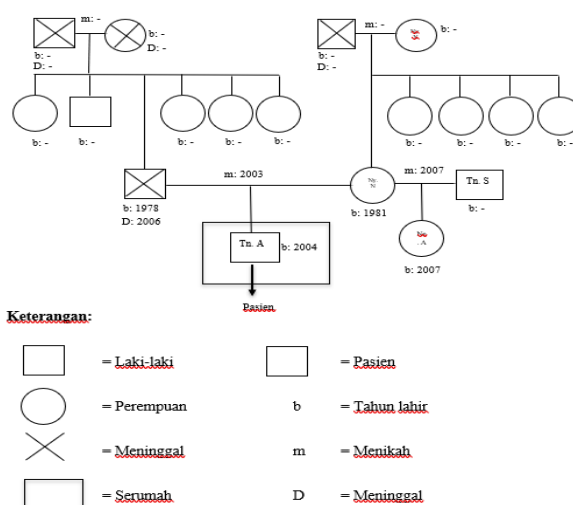 m: -
b: -
D: -
b: -
D: -
m: -
b: -
D: -
b: -
b: -
b: -
b: -
b: -
b: -
b: -
b: -
b: -
b: -
m: 2003
m: 2007
Ny. N
Tn. S
b: 1978
D: 2006
b: 1981
b: -
Tn. A
b: 2004
. A
b: 2007
Pasien
Keterangan:
= Laki-laki
= Pasien
= Perempuan
b
= Tahun lahir
= Meninggal
m
= Menikah
= Serumah
D
= Meninggal